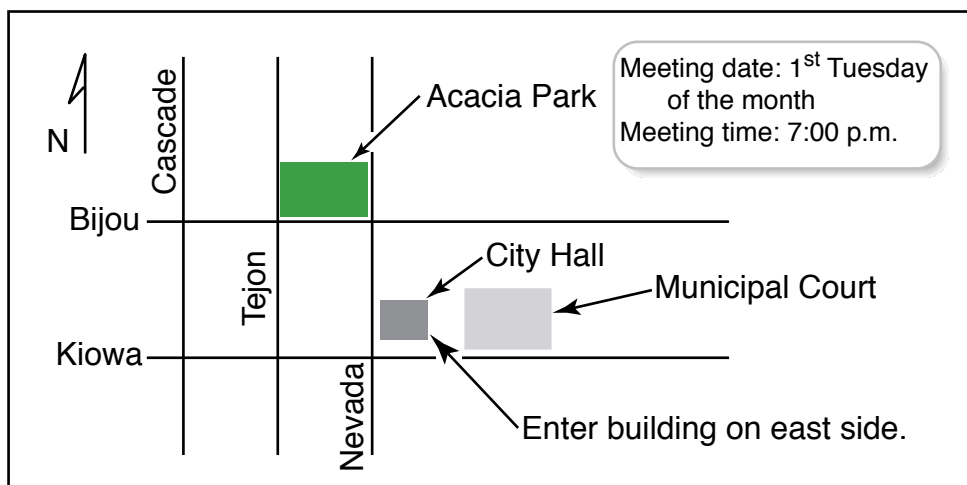 Meeting date: 1st Tuesday
of the month
Meeting time: 7:00 p.m.
Cascade
Acacia Park
N
Bijou
Tejon
City Hall
Municipal Court
Kiowa
Nevada
Enter building on east side.